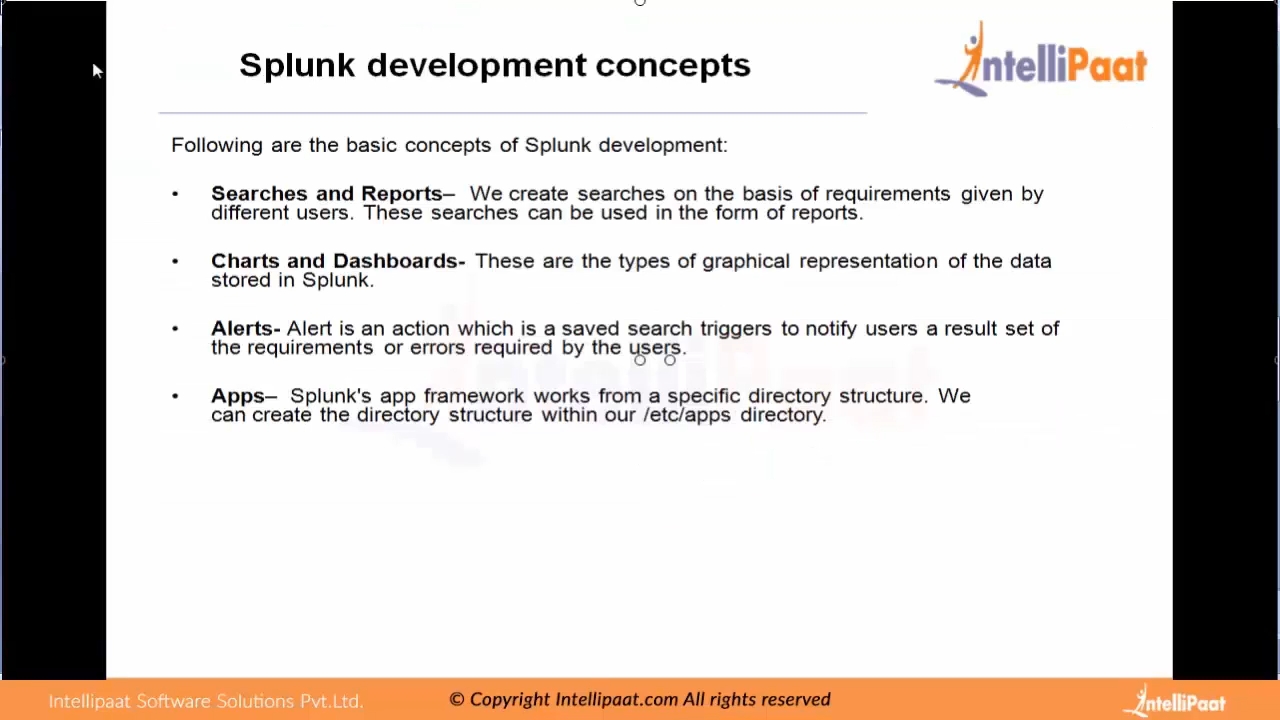 Splunk development concepts
IntelliPaat
Following are the basic concepts of Splunk development:
• Searches and Reports– We create searches on the basis of requirements given by
different users. These searches can be used in the form of reports.
• Charts and Dashboards- These are the types of graphical representation of the data
stored in Splunk.
• Alerts- Alert is an action which is a saved search triggers to notify users a result set of
the requirements or errors required by the users.
• Apps– Splunk's app framework works from a specific directory structure. We
can create the directory structure within our /etc/apps directory.
Intellipaat Software Solutions Pvt.Ltd.
© Copyright Intellipaat.com All rights reserved
IntelliPaat